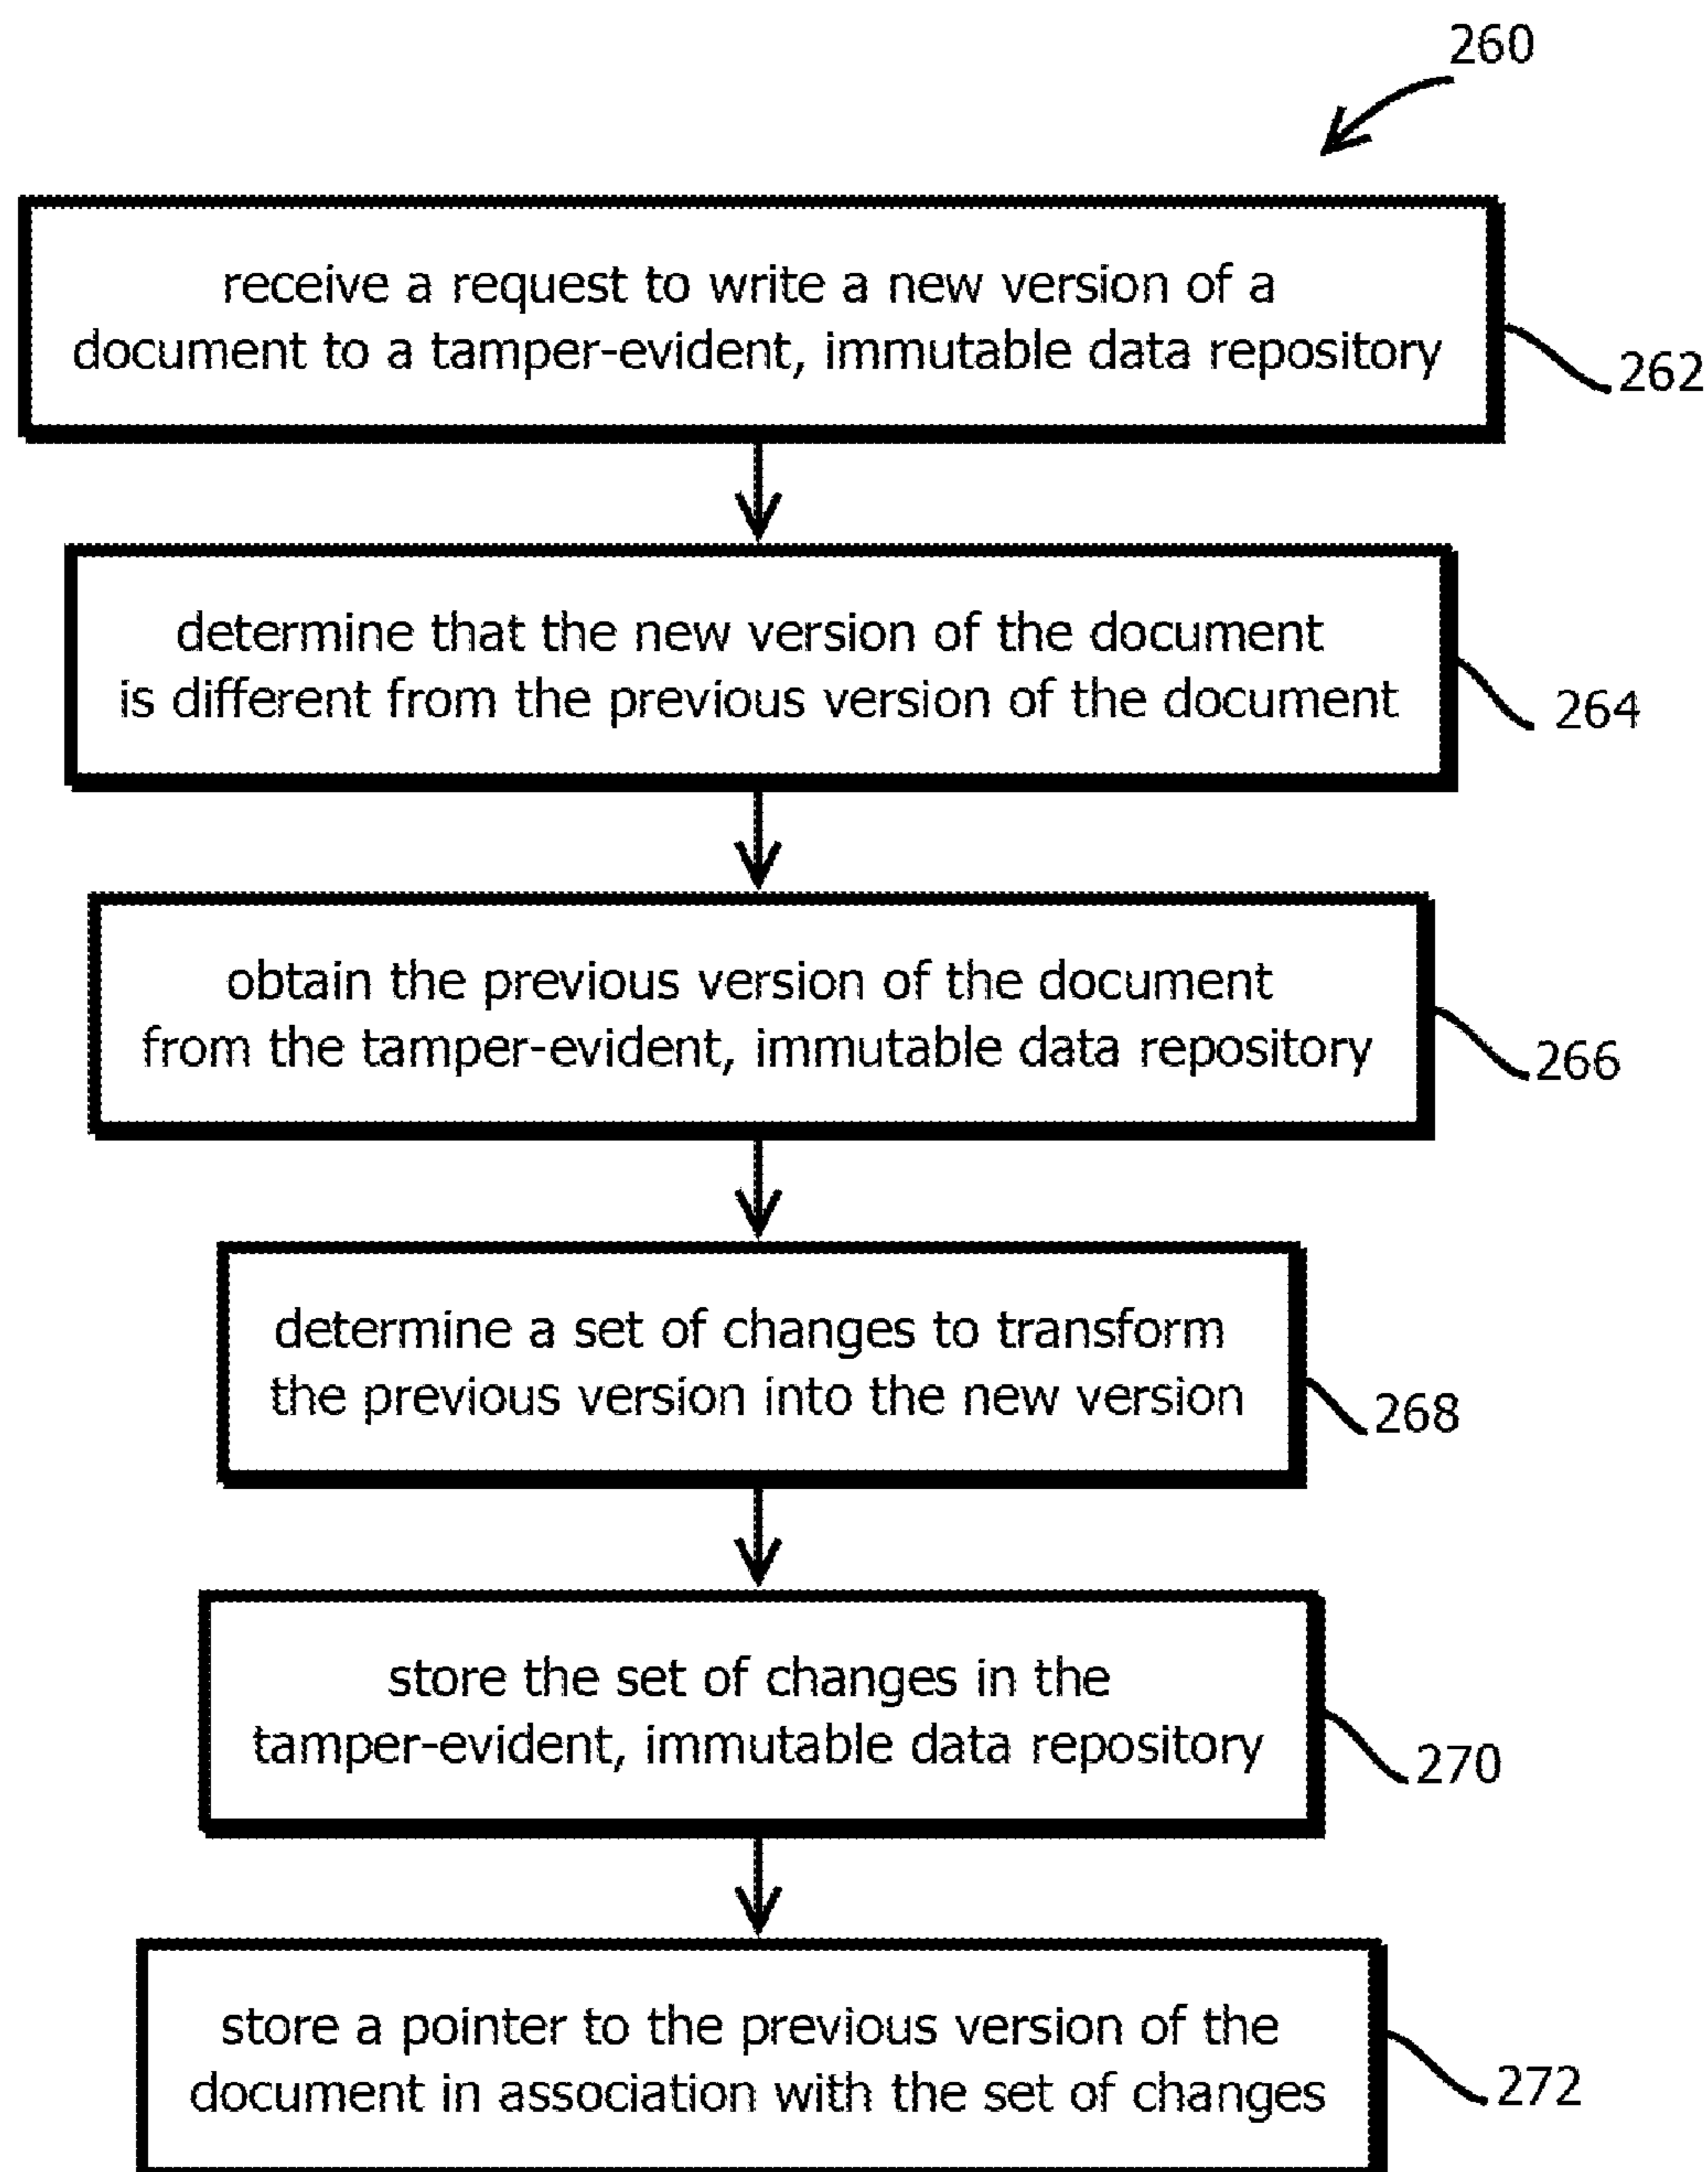 260
receive a request to write a new version of a
document to a tamper-evident, immutable data repository
262
determine that the new version of the document
is different from the previous version of the document
264
obtain the previous version of the document
from the tamper-evident, immutable data repository
266
determine a set of changes to transform
the previous version into the new version
268
store the set of changes in the
tamper-evident, immutable data repository
270
store a pointer to the previous version of the
document in association with the set of changes
272